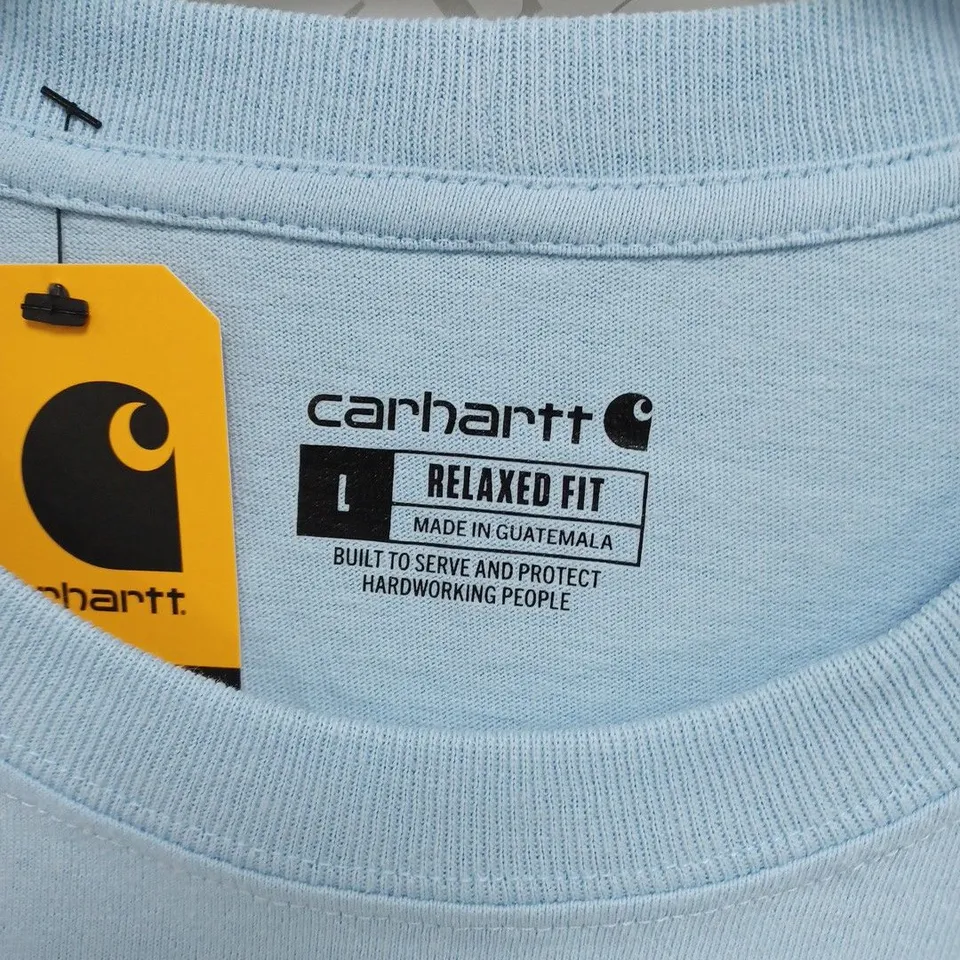 carhartt
L RELAXED FIT
MADE IN GUATEMALA
BUILT TO SERVE AND PROTECT
HARDWORKING PEOPLE
rhartt.